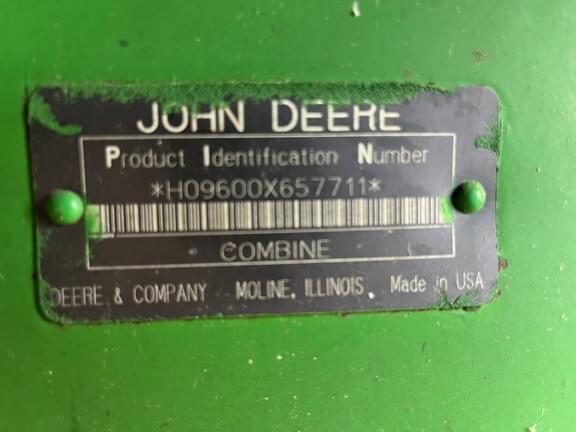 JOHN DEERE
Product Identification Number
*H09600X657711*
COMBINE
DEERE & COMPANY MOLINE, ILLINOIS Made in USA